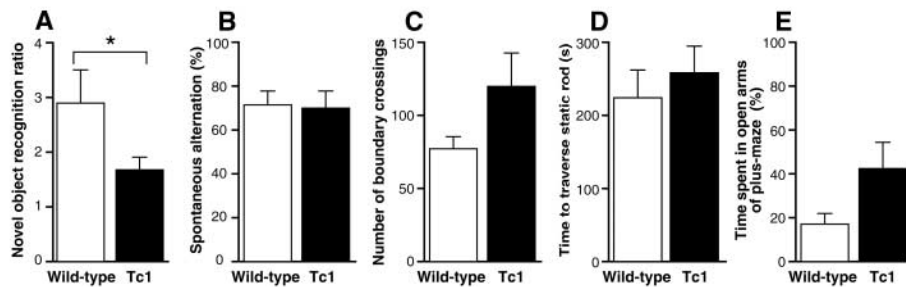 A
Novel object recognition ratio
4
3
2
1
0
*
Wild-type Tc1
B
Spontaneous alternation (%)
100
80
60
40
20
0
Wild-type Tc1
C
Number of boundary crossings
150
100
50
0
Wild-type Tc1
D
Time to traverse static rod (s)
300
200
100
0
Wild-type Tc1
E
Time spent in open arms
of plus-maze (%)
100
80
60
40
20
0
Wild-type Tc1